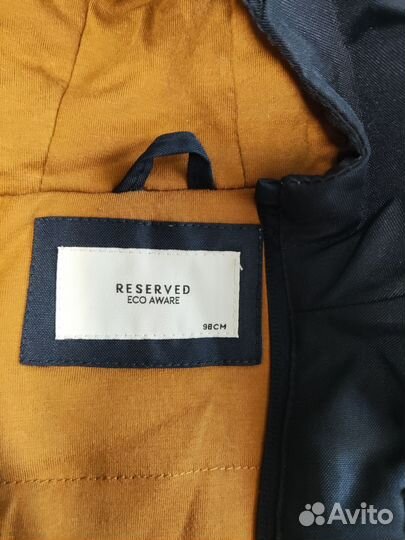 RESERVED
ECO AWARE
98CM
Avito